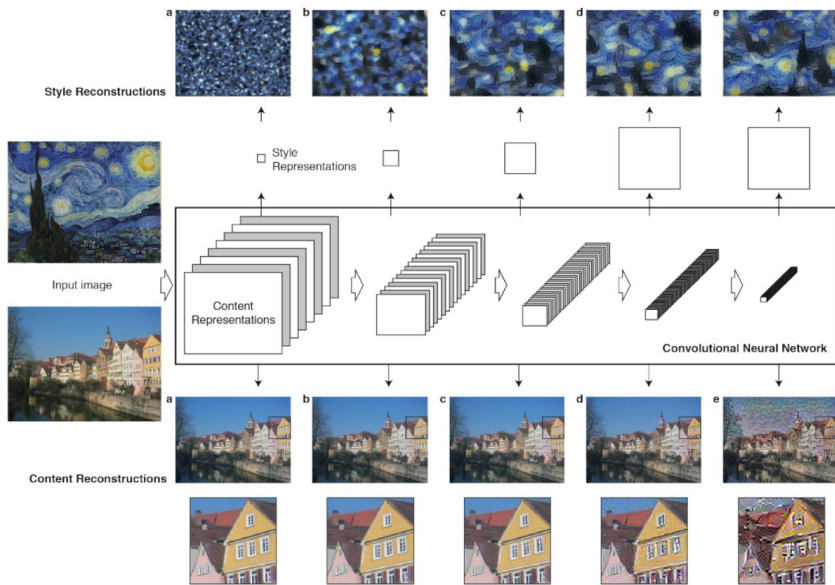 a
b
c
d
e
Style Reconstructions
Style
Representations
Input image
Content
Representations
Convolutional Neural Network
a
b
c
d
e
Content Reconstructions